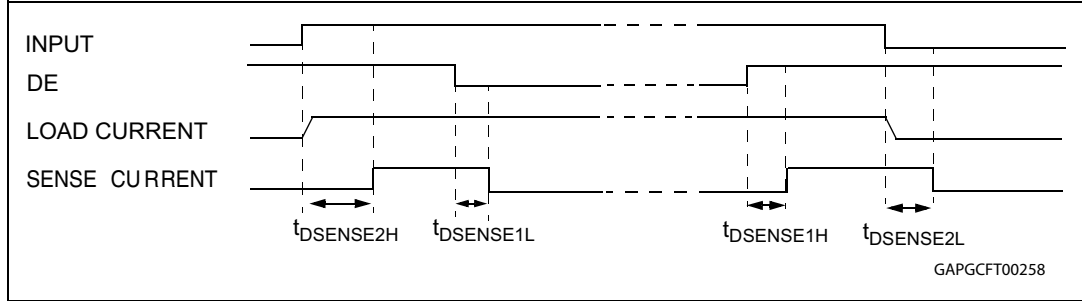 INPUT
DE
LOAD CURRENT
SENSE CURRENT
tDSENSE2H tDSENSE1L tDSENSE1H tDSENSE2L
GAPGCFT00258